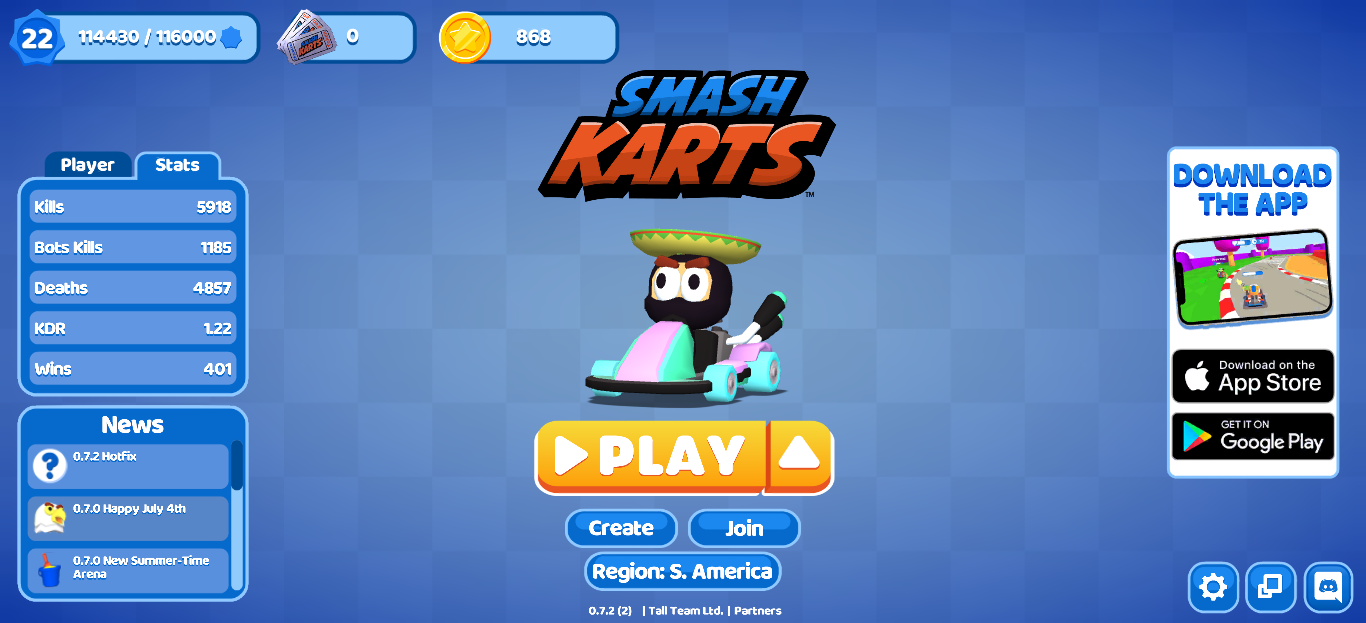 22
114430 / 116000
KARTS
0
868
SMASH
KARTS
TM
Player
Stats
Kills 5918
Bots Kills 1185
Deaths 4857
KDR 1.22
Wins 401
News
0.7.2 Hotfix
0.7.0 Happy July 4th
0.7.0 New Summer-Time
Arena
PLAY
Create
Join
Region: S. America
0.7.2 (2) | Tall Team Ltd. | Partners
DOWNLOAD
THE APP
Download on the
App Store
GET IT ON
Google Play